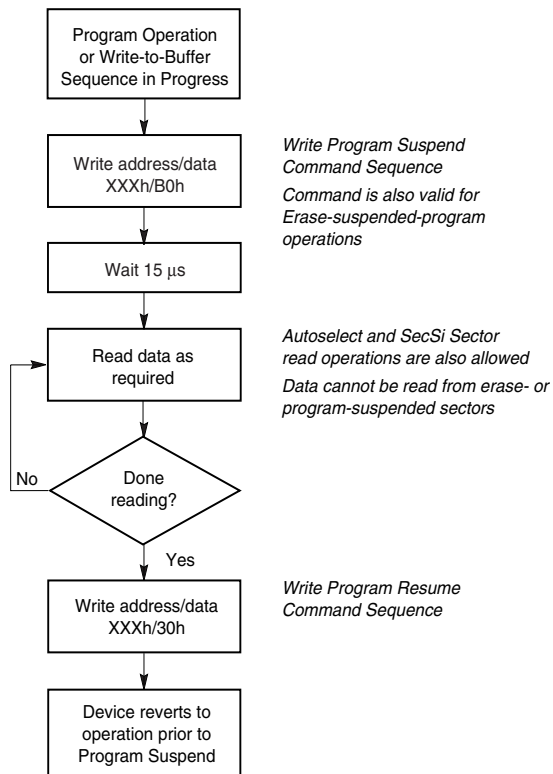 Program Operation
or Write-to-Buffer
Sequence in Progress
Write address/data
XXXh/B0h
Write Program Suspend
Command Sequence
Command is also valid for
Erase-suspended-program
operations
Wait 15 μs
Read data as
required
Autoselect and SecSi Sector
read operations are also allowed
Data cannot be read from erase- or
program-suspended sectors
No
Done
reading?
Yes
Write address/data
XXXh/30h
Write Program Resume
Command Sequence
Device reverts to
operation prior to
Program Suspend